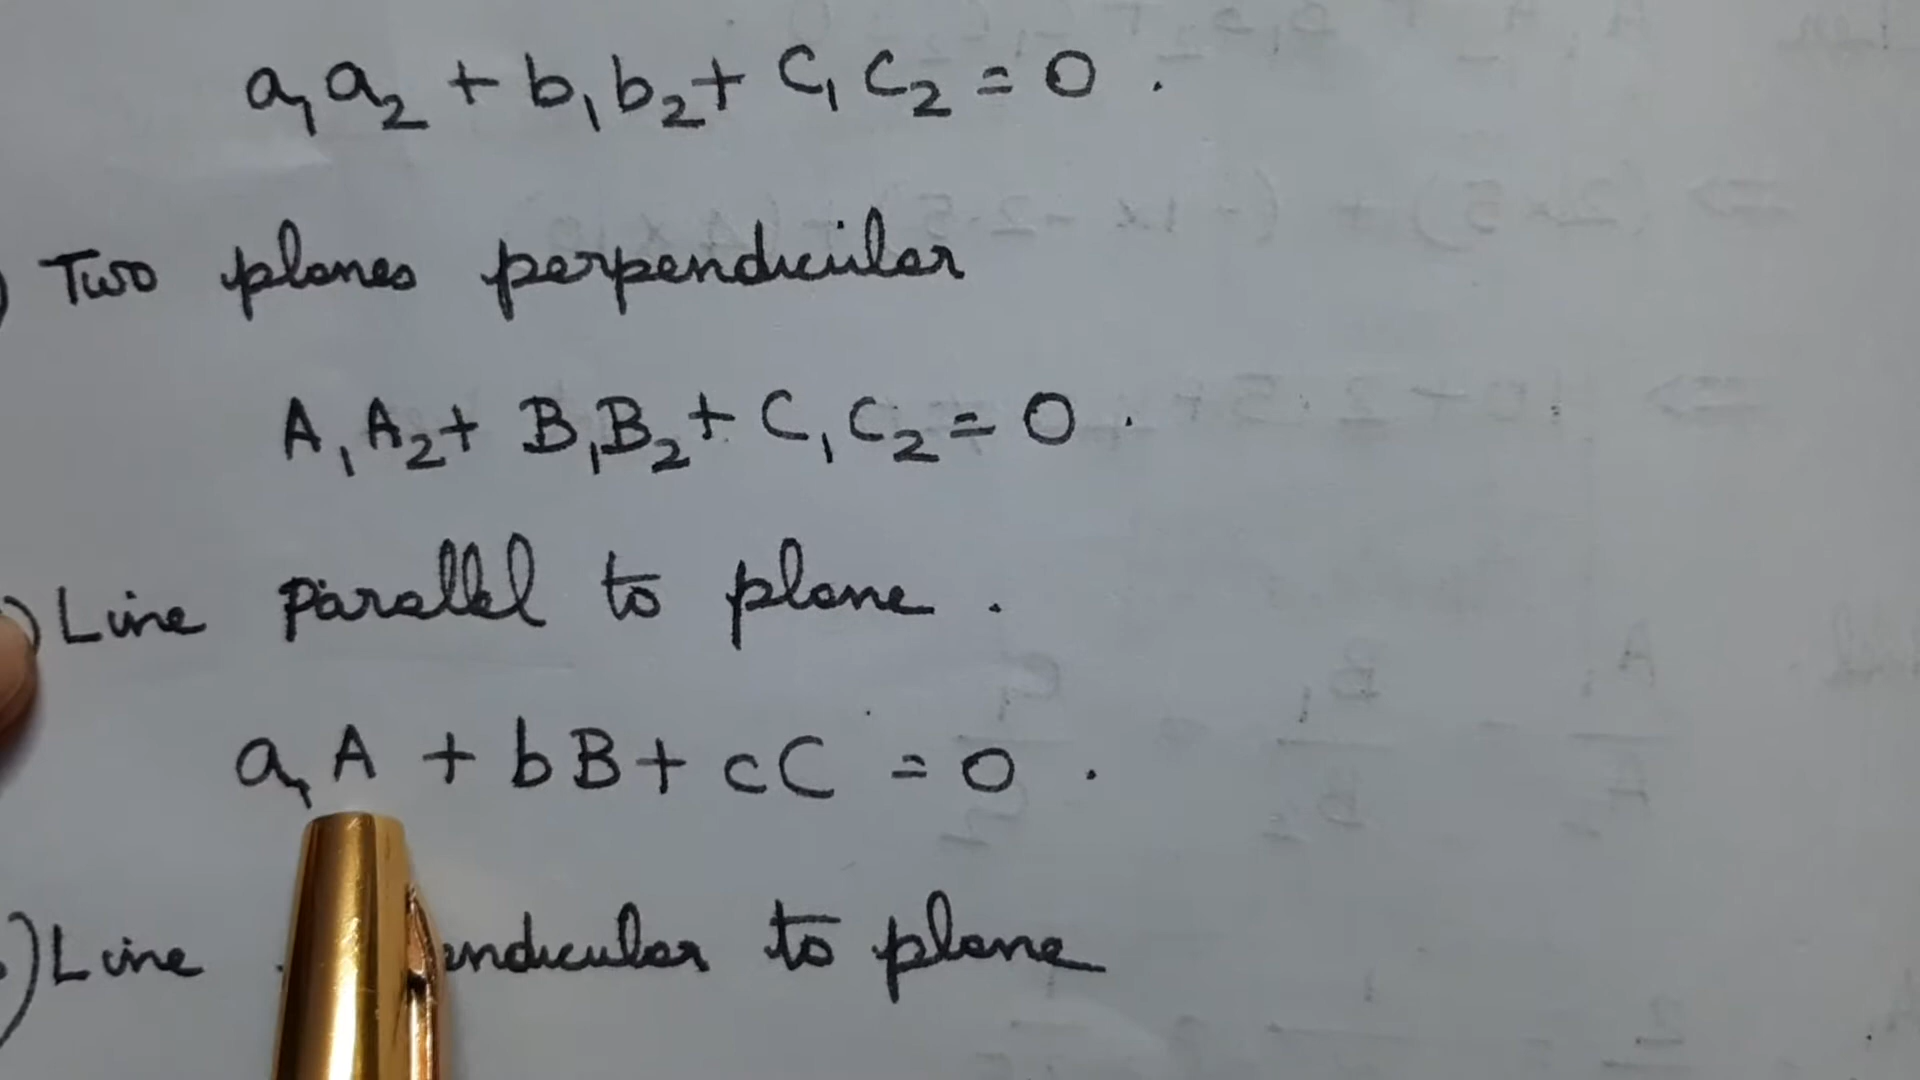 a₁a₂ + b₁b₂ + C₁C₂ = 0 .
) Two planes perpendicular
A₁A₂ + B₁B₂ + C₁C₂ = 0 .
) Line parallel to plane .
a₁A + bB + cC = 0 .
) Line endicular to plane